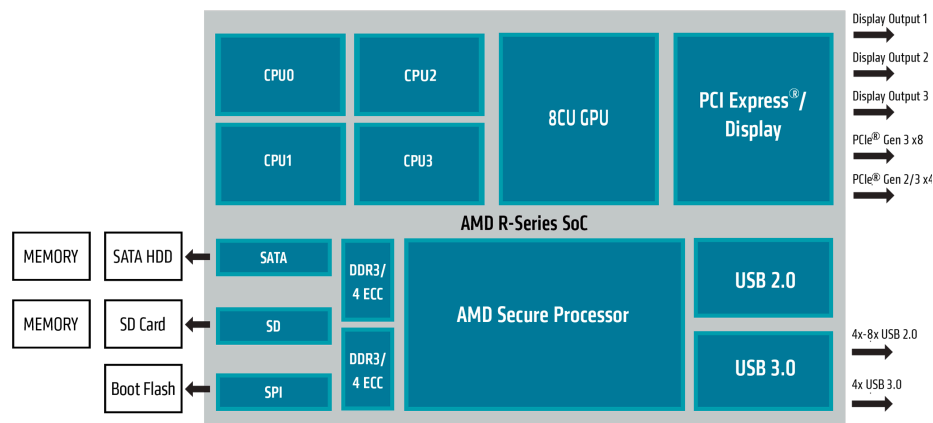 Display Output 1
Display Output 2
Display Output 3
PCIe® Gen 3 x8
PCIe® Gen 2/3 x4
CPU0
CPU2
8CU GPU
PCI Express®/
Display
CPU1
CPU3
AMD R-Series SoC
MEMORY
SATA HDD
SATA
DDR3/
4 ECC
AMD Secure Processor
USB 2.0
MEMORY
SD Card
SD
DDR3/
4 ECC
USB 3.0
Boot Flash
SPI
4x-8x USB 2.0
4x USB 3.0